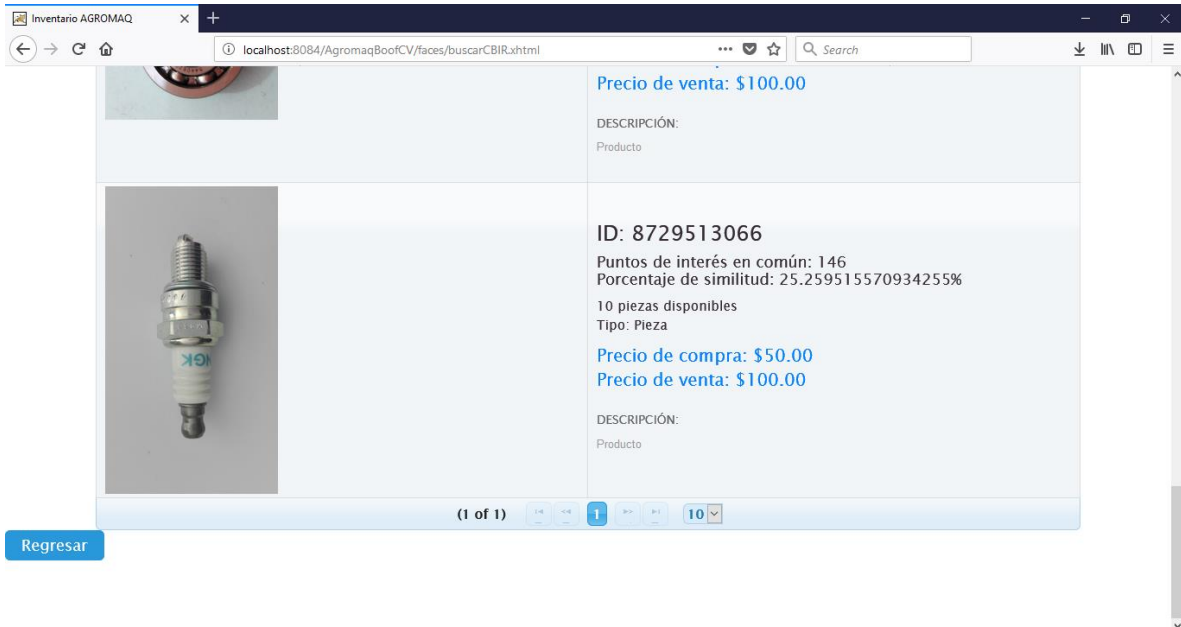 Inventario AGROMAQ
localhost:8084/AgromaqBoofCV/faces/buscarCBIR.xhtml
Search
Precio de venta: $100.00
DESCRIPCIÓN:
Producto
ID: 8729513066
Puntos de interés en común: 146
Porcentaje de similitud: 25.259515570934255%
10 piezas disponibles
Tipo: Pieza
NGK
Precio de compra: $50.00
Precio de venta: $100.00
DESCRIPCIÓN:
Producto
(1 of 1) 1 10
Regresar